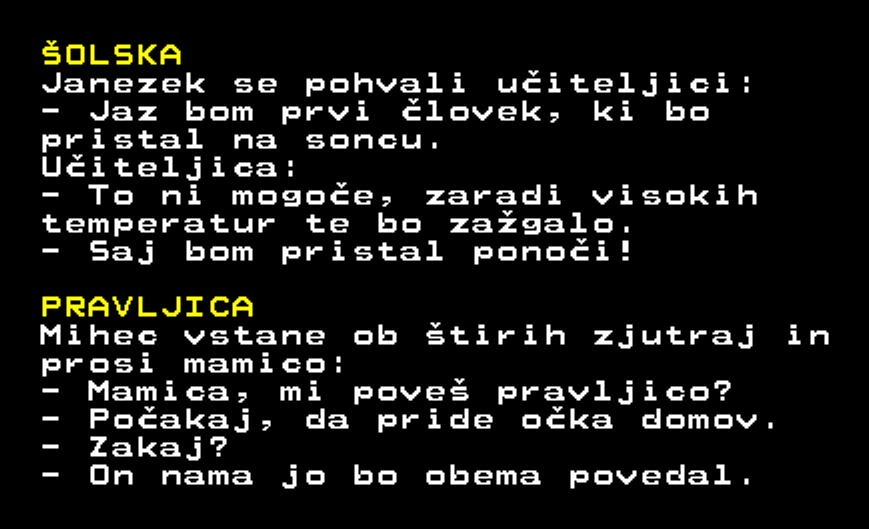 ŠOLSKA
Janezek se pohvali učiteljici:
- Jaz bom prvi človek, ki bo
pristal na soncu.
Učiteljica:
- To ni mogoče, zaradi visokih
temperatur te bo zažgalo.
- Saj bom pristal ponoči!
PRAVLJICA
Mihec vstane ob štirih zjutraj in
prosi mamico:
- Mamica, mi poveš pravljico?
- Počakaj, da pride očka domov.
- Zakaj?
- On nama jo bo obema povedal.